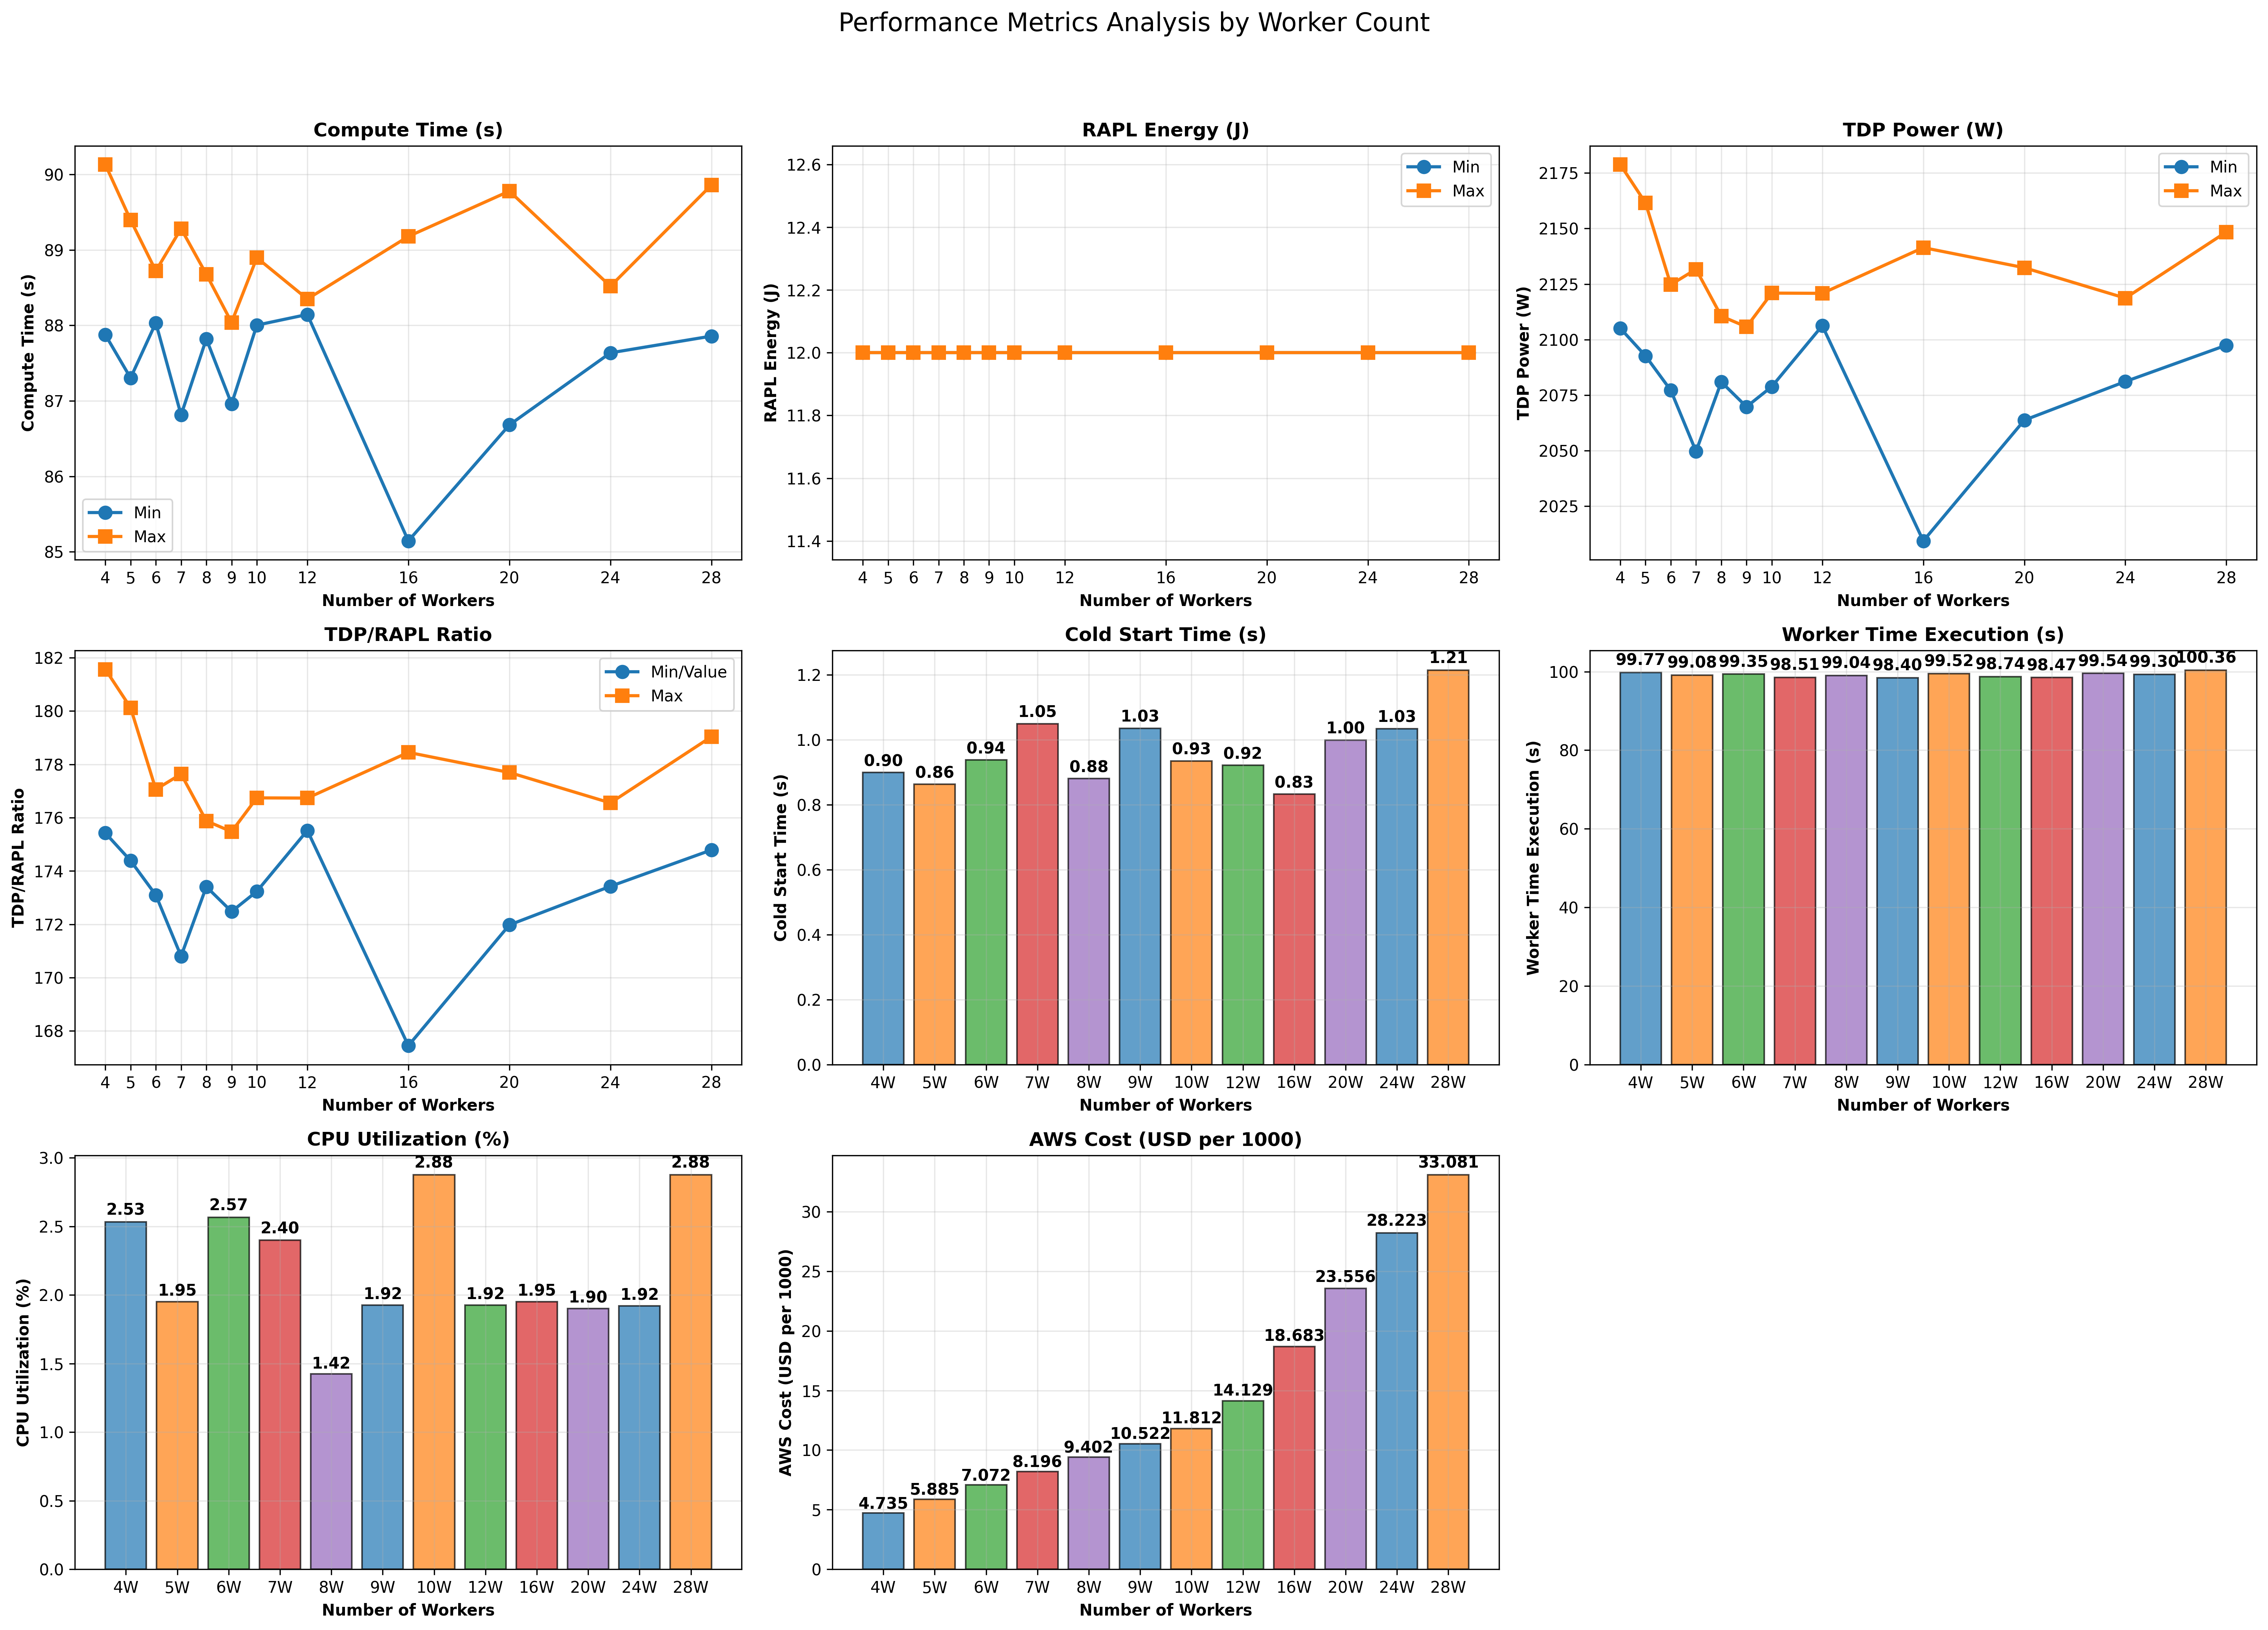 Performance Metrics Analysis by Worker Count
Compute Time (s)
Compute Time (s)
90
89
88
87
86
85
Min
Max
4 5 6 7 8 9 10 12 16 20 24 28
Number of Workers
RAPL Energy (J)
RAPL Energy (J)
12.6
12.4
12.2
12.0
11.8
11.6
11.4
Min
Max
4 5 6 7 8 9 10 12 16 20 24 28
Number of Workers
TDP Power (W)
TDP Power (W)
2175
2150
2125
2100
2075
2050
2025
Min
Max
4 5 6 7 8 9 10 12 16 20 24 28
Number of Workers
TDP/RAPL Ratio
TDP/RAPL Ratio
182
180
178
176
174
172
170
168
Min/Value
Max
4 5 6 7 8 9 10 12 16 20 24 28
Number of Workers
Cold Start Time (s)
Cold Start Time (s)
1.2
1.0
0.8
0.6
0.4
0.2
0.0
0.90 0.86 0.94 1.05 0.88 1.03 0.93 0.92 0.83 1.00 1.03 1.21
4W 5W 6W 7W 8W 9W 10W 12W 16W 20W 24W 28W
Number of Workers
Worker Time Execution (s)
Worker Time Execution (s)
100
80
60
40
20
0
99.77 99.08 99.35 98.51 99.04 98.40 99.52 98.74 98.47 99.54 99.30 100.36
4W 5W 6W 7W 8W 9W 10W 12W 16W 20W 24W 28W
Number of Workers
CPU Utilization (%)
CPU Utilization (%)
3.0
2.5
2.0
1.5
1.0
0.5
0.0
2.53 1.95 2.57 2.40 1.42 1.92 2.88 1.92 1.95 1.90 1.92 2.88
4W 5W 6W 7W 8W 9W 10W 12W 16W 20W 24W 28W
Number of Workers
AWS Cost (USD per 1000)
AWS Cost (USD per 1000)
30
25
20
15
10
5
0
4.735 5.885 7.072 8.196 9.402 10.522 11.812 14.129 18.683 23.556 28.223 33.081
4W 5W 6W 7W 8W 9W 10W 12W 16W 20W 24W 28W
Number of Workers